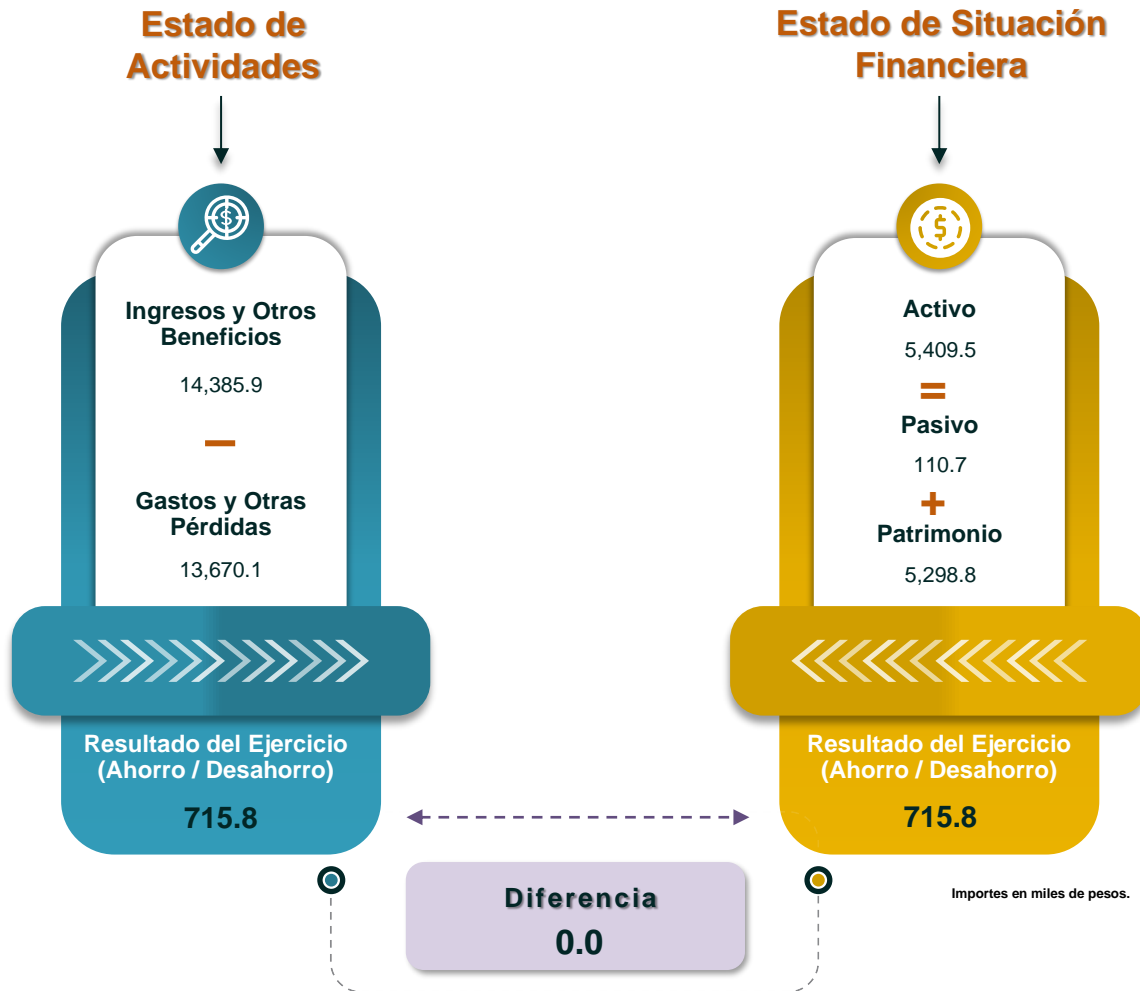 Estado de
Actividades
Ingresos y Otros
Beneficios
14,385.9
−
Gastos y Otras
Pérdidas
13,670.1
Resultado del Ejercicio
(Ahorro / Desahorro)
715.8
Estado de Situación
Financiera
Activo
5,409.5
=
Pasivo
110.7
+
Patrimonio
5,298.8
Resultado del Ejercicio
(Ahorro / Desahorro)
715.8
Diferencia
0.0
Importes en miles de pesos.